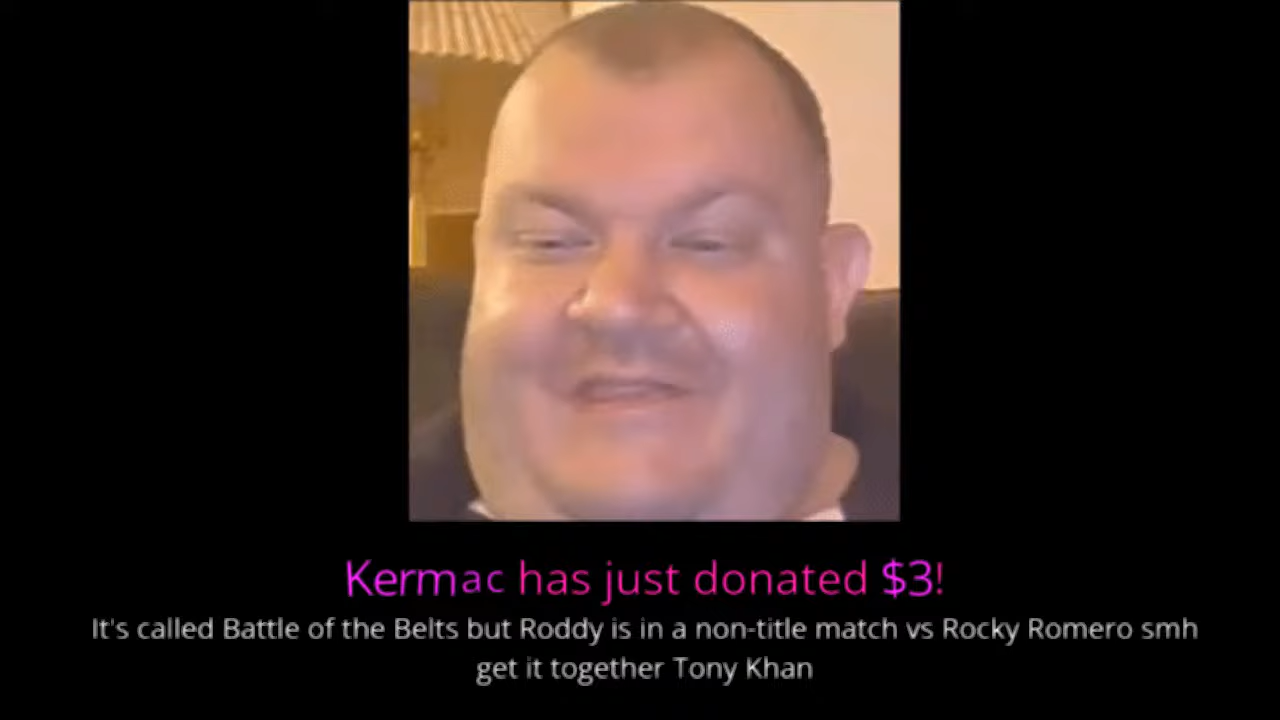 Kermac has just donated $3!
It's called Battle of the Belts but Roddy is in a non-title match vs Rocky Romero smh
get it together Tony Khan